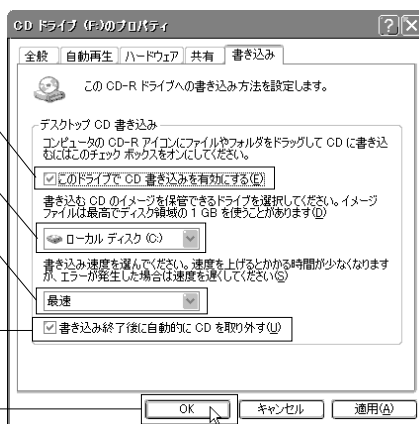 CD ドライブ (F:)のプロパティ
全般 自動再生 ハードウェア 共有 書き込み
この CD-R ドライブへの書き込み方法を設定します。
デスクトップ CD 書き込み
コンピュータの CD-R アイコンにファイルやフォルダをドラッグして CD に書き込
むにはこのチェック ボックスをオンにしてください。
このドライブで CD 書き込みを有効にする(E)
書き込む CD のイメージを保管できるドライブを選択してください。イメージ
ファイルは最高でディスク領域の 1 GB を使うことがあります(D)
ローカル ディスク (C:)
書き込み速度を選んでください。速度を上げるとかかる時間が少なくなります
が、エラーが発生した場合は速度を遅くしてください(S)
最速
書き込み終了後に自動的に CD を取り外す(U)
OK キャンセル 適用(A)